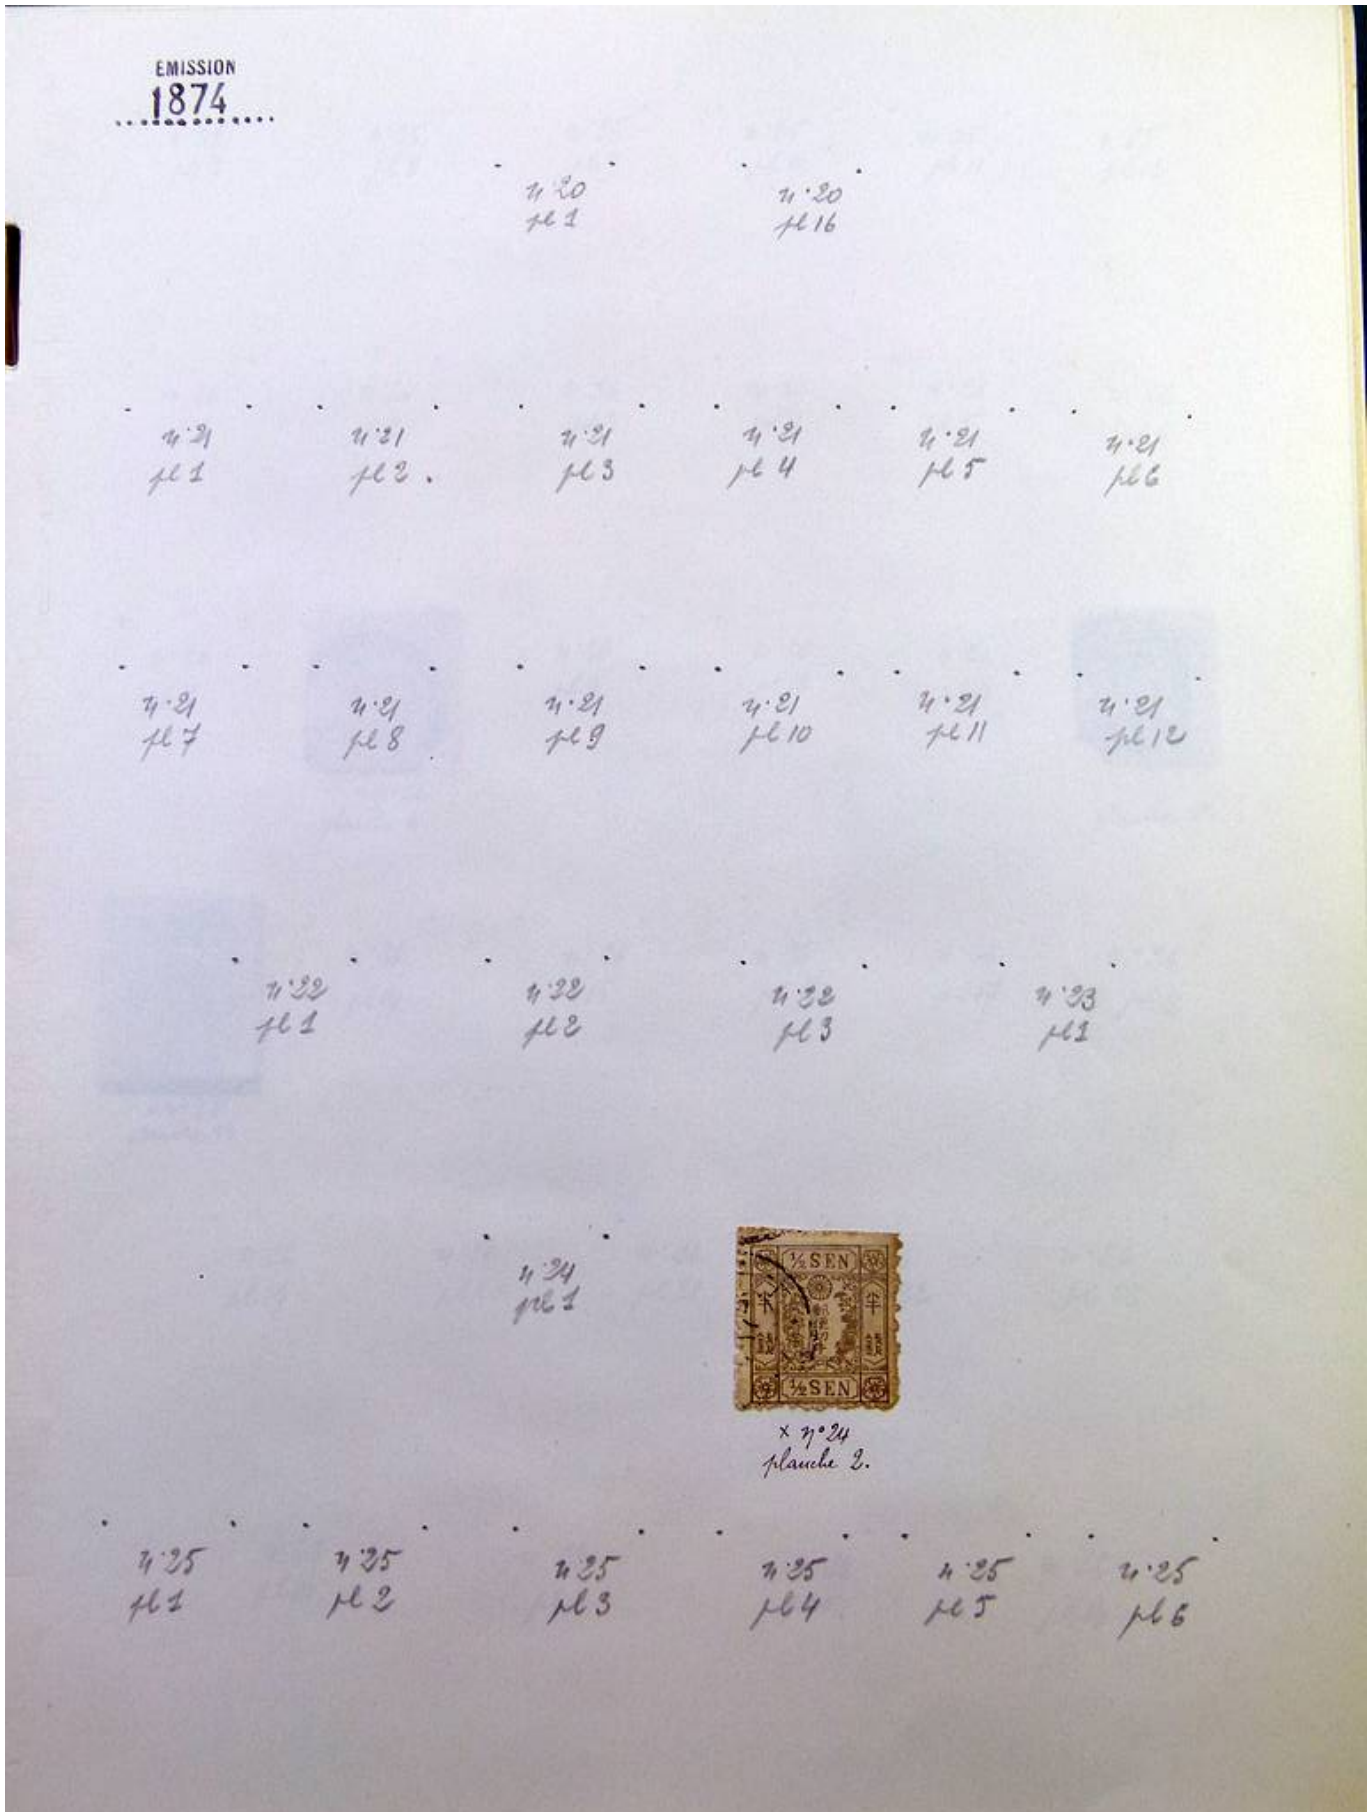 EMISSION
1874
n·20 n·20
pl 1 pl 16
n·21 n·21 n·21 n·21 n·21 n·21
pl 1 pl 2. pl 3 pl 4 pl 5 pl 6
n·21 n·21 n·21 n·21 n·21 n·21
pl 7 pl 8 pl 9 pl 10 pl 11 pl 12
n·22 n·22 n·22 n·23
pl 1 pl 2 pl 3 pl 1
n·24
pl 1
½ SEN
半
半
½ SEN
x n° 24
planche 2.
n·25 n·25 n·25 n·25 n·25 n·25
pl 1 pl 2 pl 3 pl 4 pl 5 pl 6